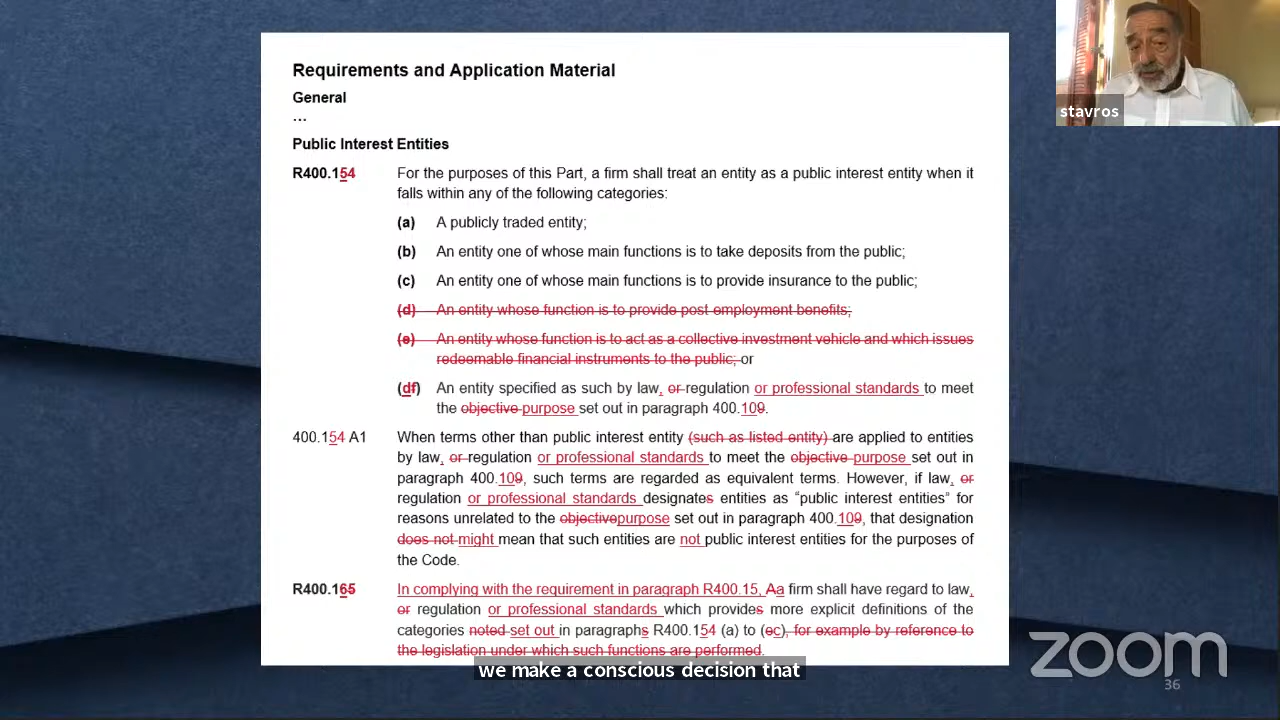 Requirements and Application Material
General
...
Public Interest Entities
R400.154 For the purposes of this Part, a firm shall treat an entity as a public interest entity when it
falls within any of the following categories:
(a) A publicly traded entity;
(b) An entity one of whose main functions is to take deposits from the public;
(c) An entity one of whose main functions is to provide insurance to the public;
(d) An entity whose function is to provide post-employment benefits;
(e) An entity whose function is to act as a collective investment vehicle and which issues
redeemable financial instruments to the public; or
(df) An entity specified as such by law, or regulation or professional standards to meet
the objective purpose set out in paragraph 400.109.
400.154 A1 When terms other than public interest entity (such as listed entity) are applied to entities
by law, or regulation or professional standards to meet the objective purpose set out in
paragraph 400.109, such terms are regarded as equivalent terms. However, if law, or
regulation or professional standards designates entities as “public interest entities” for
reasons unrelated to the objectivepurpose set out in paragraph 400.109, that designation
does not might mean that such entities are not public interest entities for the purposes of
the Code.
R400.165 In complying with the requirement in paragraph R400.15, Aa firm shall have regard to law,
or regulation or professional standards which provides more explicit definitions of the
categories noted set out in paragraphs R400.154 (a) to (ec), for example by reference to
the legislation under which such functions are performed.
we make a conscious decision that
stavros
zoom
36